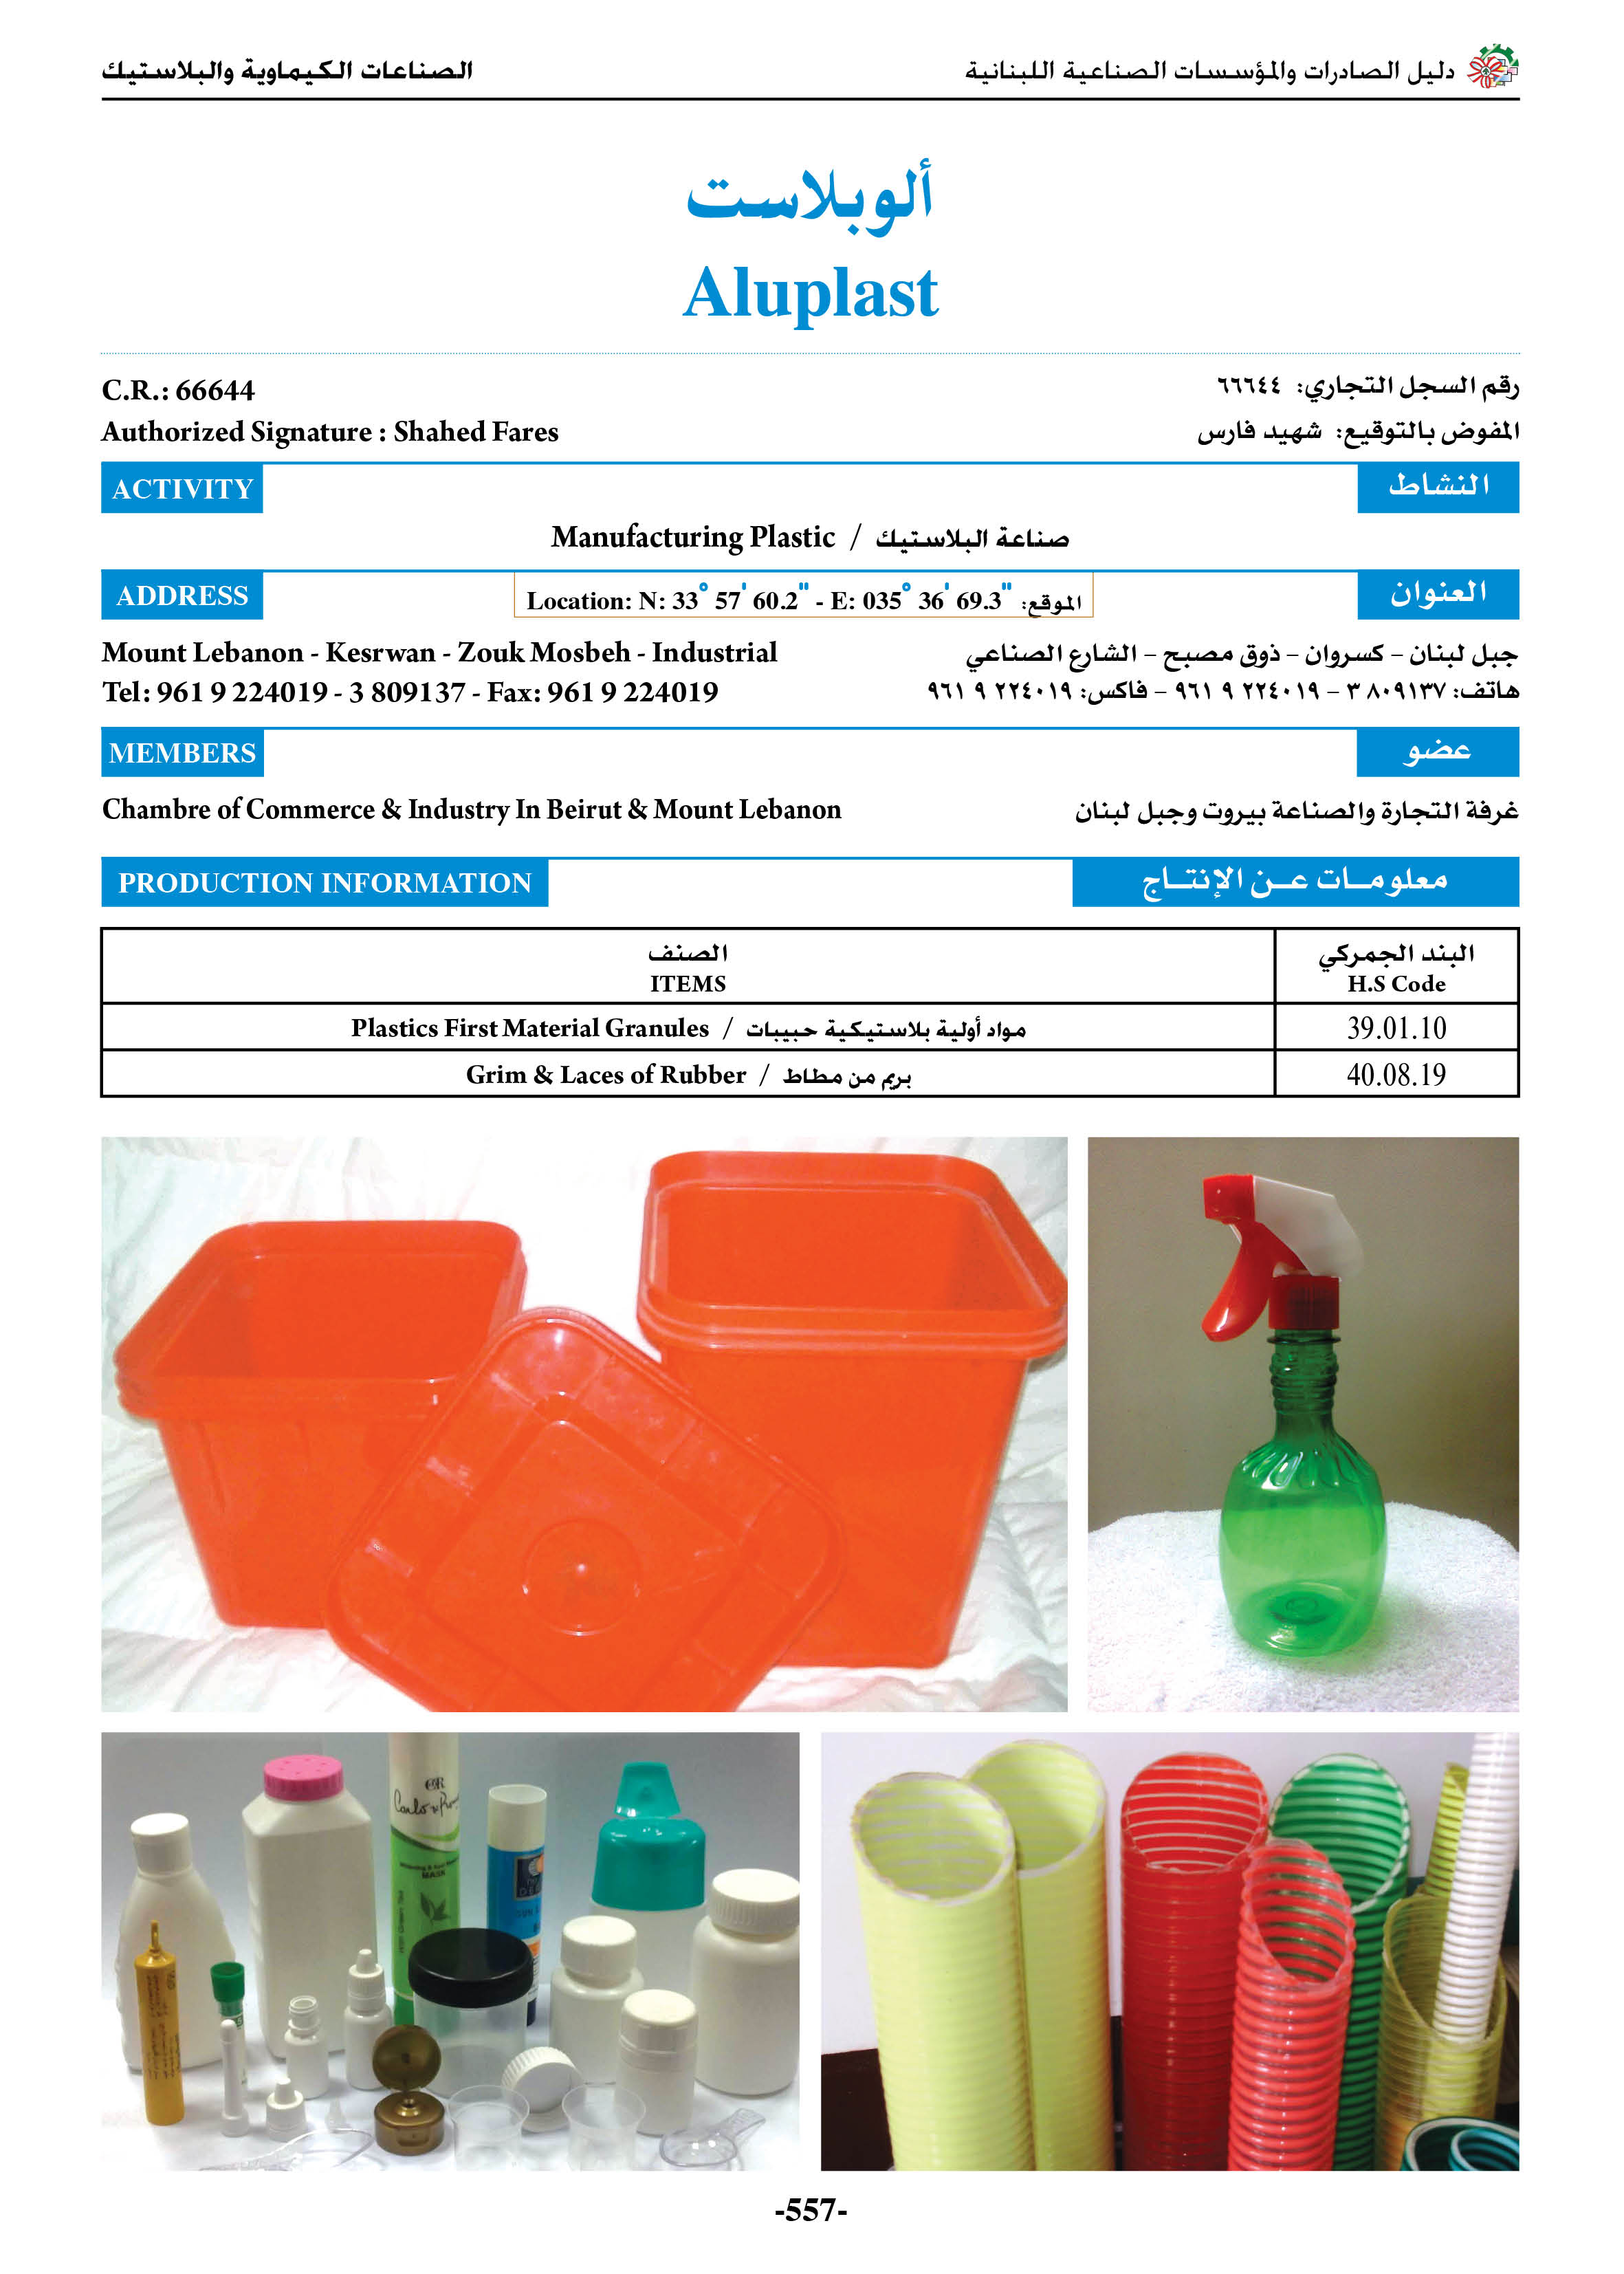 الصناعات الكيماوية والبلاستيك
دليل الصادرات والمؤسسات الصناعية اللبنانية
ألوبلاست
Aluplast
C.R.: 66644
رقم السجل التجاري: ٦٦٦٤٤
Authorized Signature : Shahed Fares
المفوض بالتوقيع: شهيد فارس
ACTIVITY
النشاط
Manufacturing Plastic / صناعة البلاستيك
ADDRESS
Location: N: 33° 57' 60.2" - E: 035° 36' 69.3" :الموقع
العنوان
Mount Lebanon - Kesrwan - Zouk Mosbeh - Industrial
جبل لبنان – كسروان – ذوق مصبح – الشارع الصناعي
Tel: 961 9 224019 - 3 809137 - Fax: 961 9 224019
هاتف: ٨٠٩١٣٧ ٣ – ٢٢٤٠١٩ ٩ ٩٦١ – فاكس: ٢٢٤٠١٩ ٩ ٩٦١
MEMBERS
عضو
Chambre of Commerce & Industry In Beirut & Mount Lebanon
غرفة التجارة والصناعة بيروت وجبل لبنان
PRODUCTION INFORMATION
معلومـات عـن الإنتـاج
الصنف
ITEMS
البند الجمركي
H.S Code
Plastics First Material Granules / مواد أولية بلاستيكية حبيبات
39.01.10
Grim & Laces of Rubber / بريم من مطاط
40.08.19
MASK
-557-